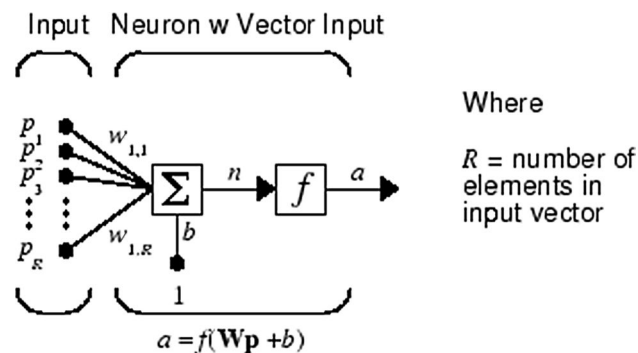 Input Neuron w Vector Input
p1
p2
p3
pR
w1,1
w1,R
Σ
n
f
a
b
1
a = f(Wp + b)
Where
R = number of
elements in
input vector